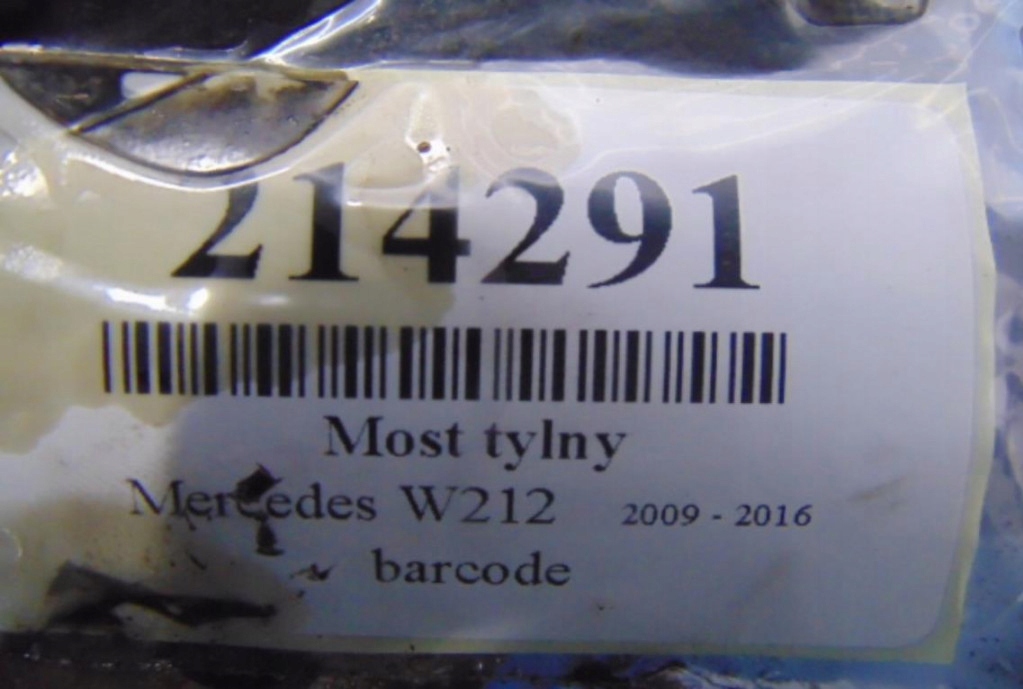 214291
Most tylny
Mercedes W212 2009 - 2016
barcode